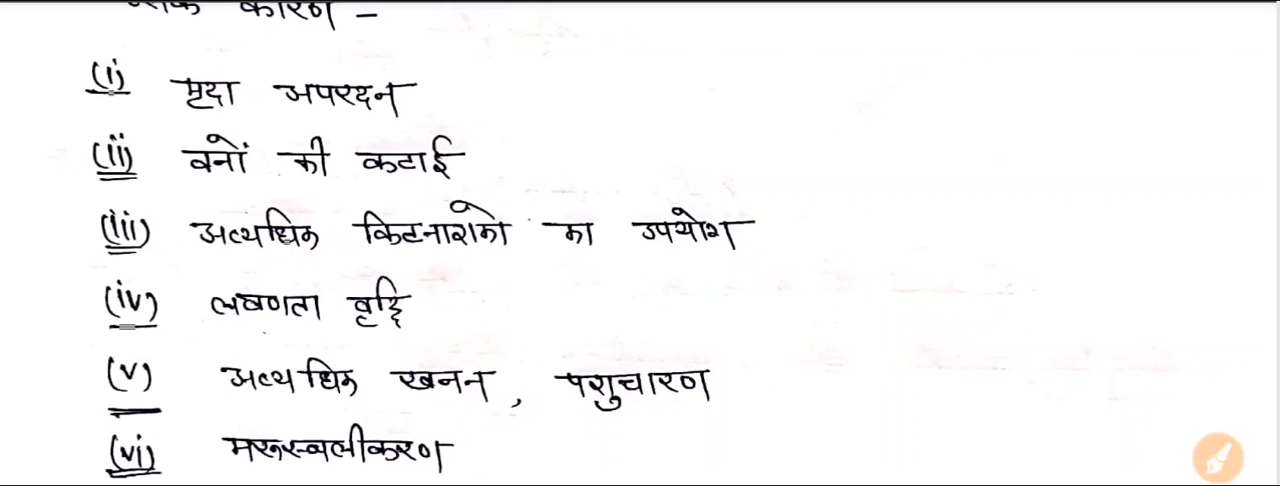 कारण -
(i) मृदा अपरदन
(ii) वनों की कटाई
(iii) अत्यधिक किटनाशको का उपयोग
(iv) लवणता वृद्धि
(v) अत्यधिक खनन, पशुचारण
(vi) मरुस्थलीकरण